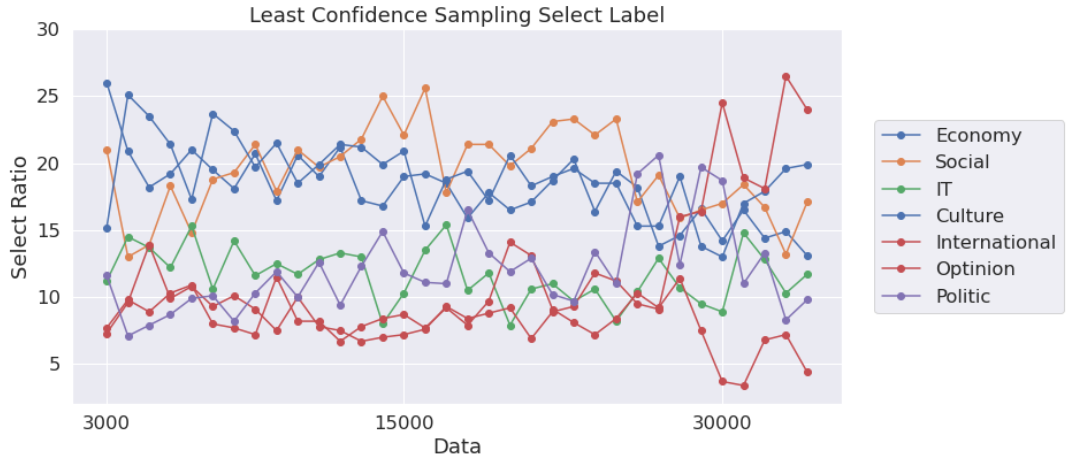 Least Confidence Sampling Select Label
30
25
20
15
10
5
Select Ratio
3000
15000
30000
Data
Economy
Social
IT
Culture
International
Optinion
Politic